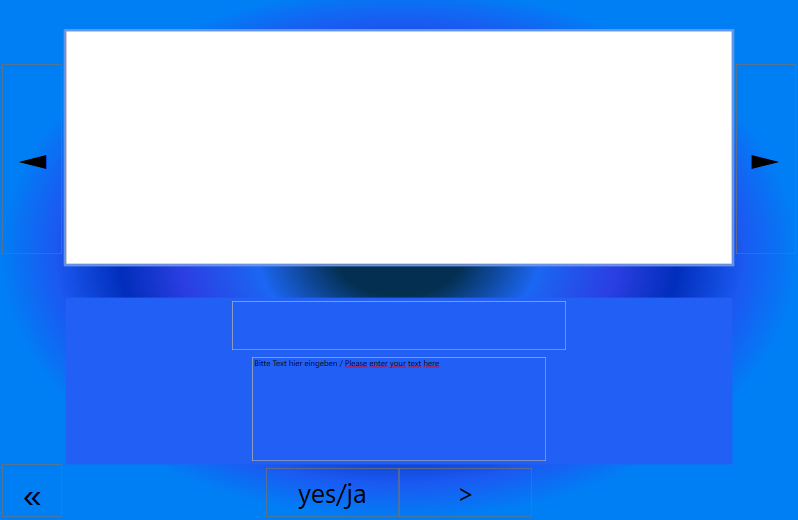 ◄
►
Bitte Text hier eingeben / Please enter your text here
«
yes/ja
>